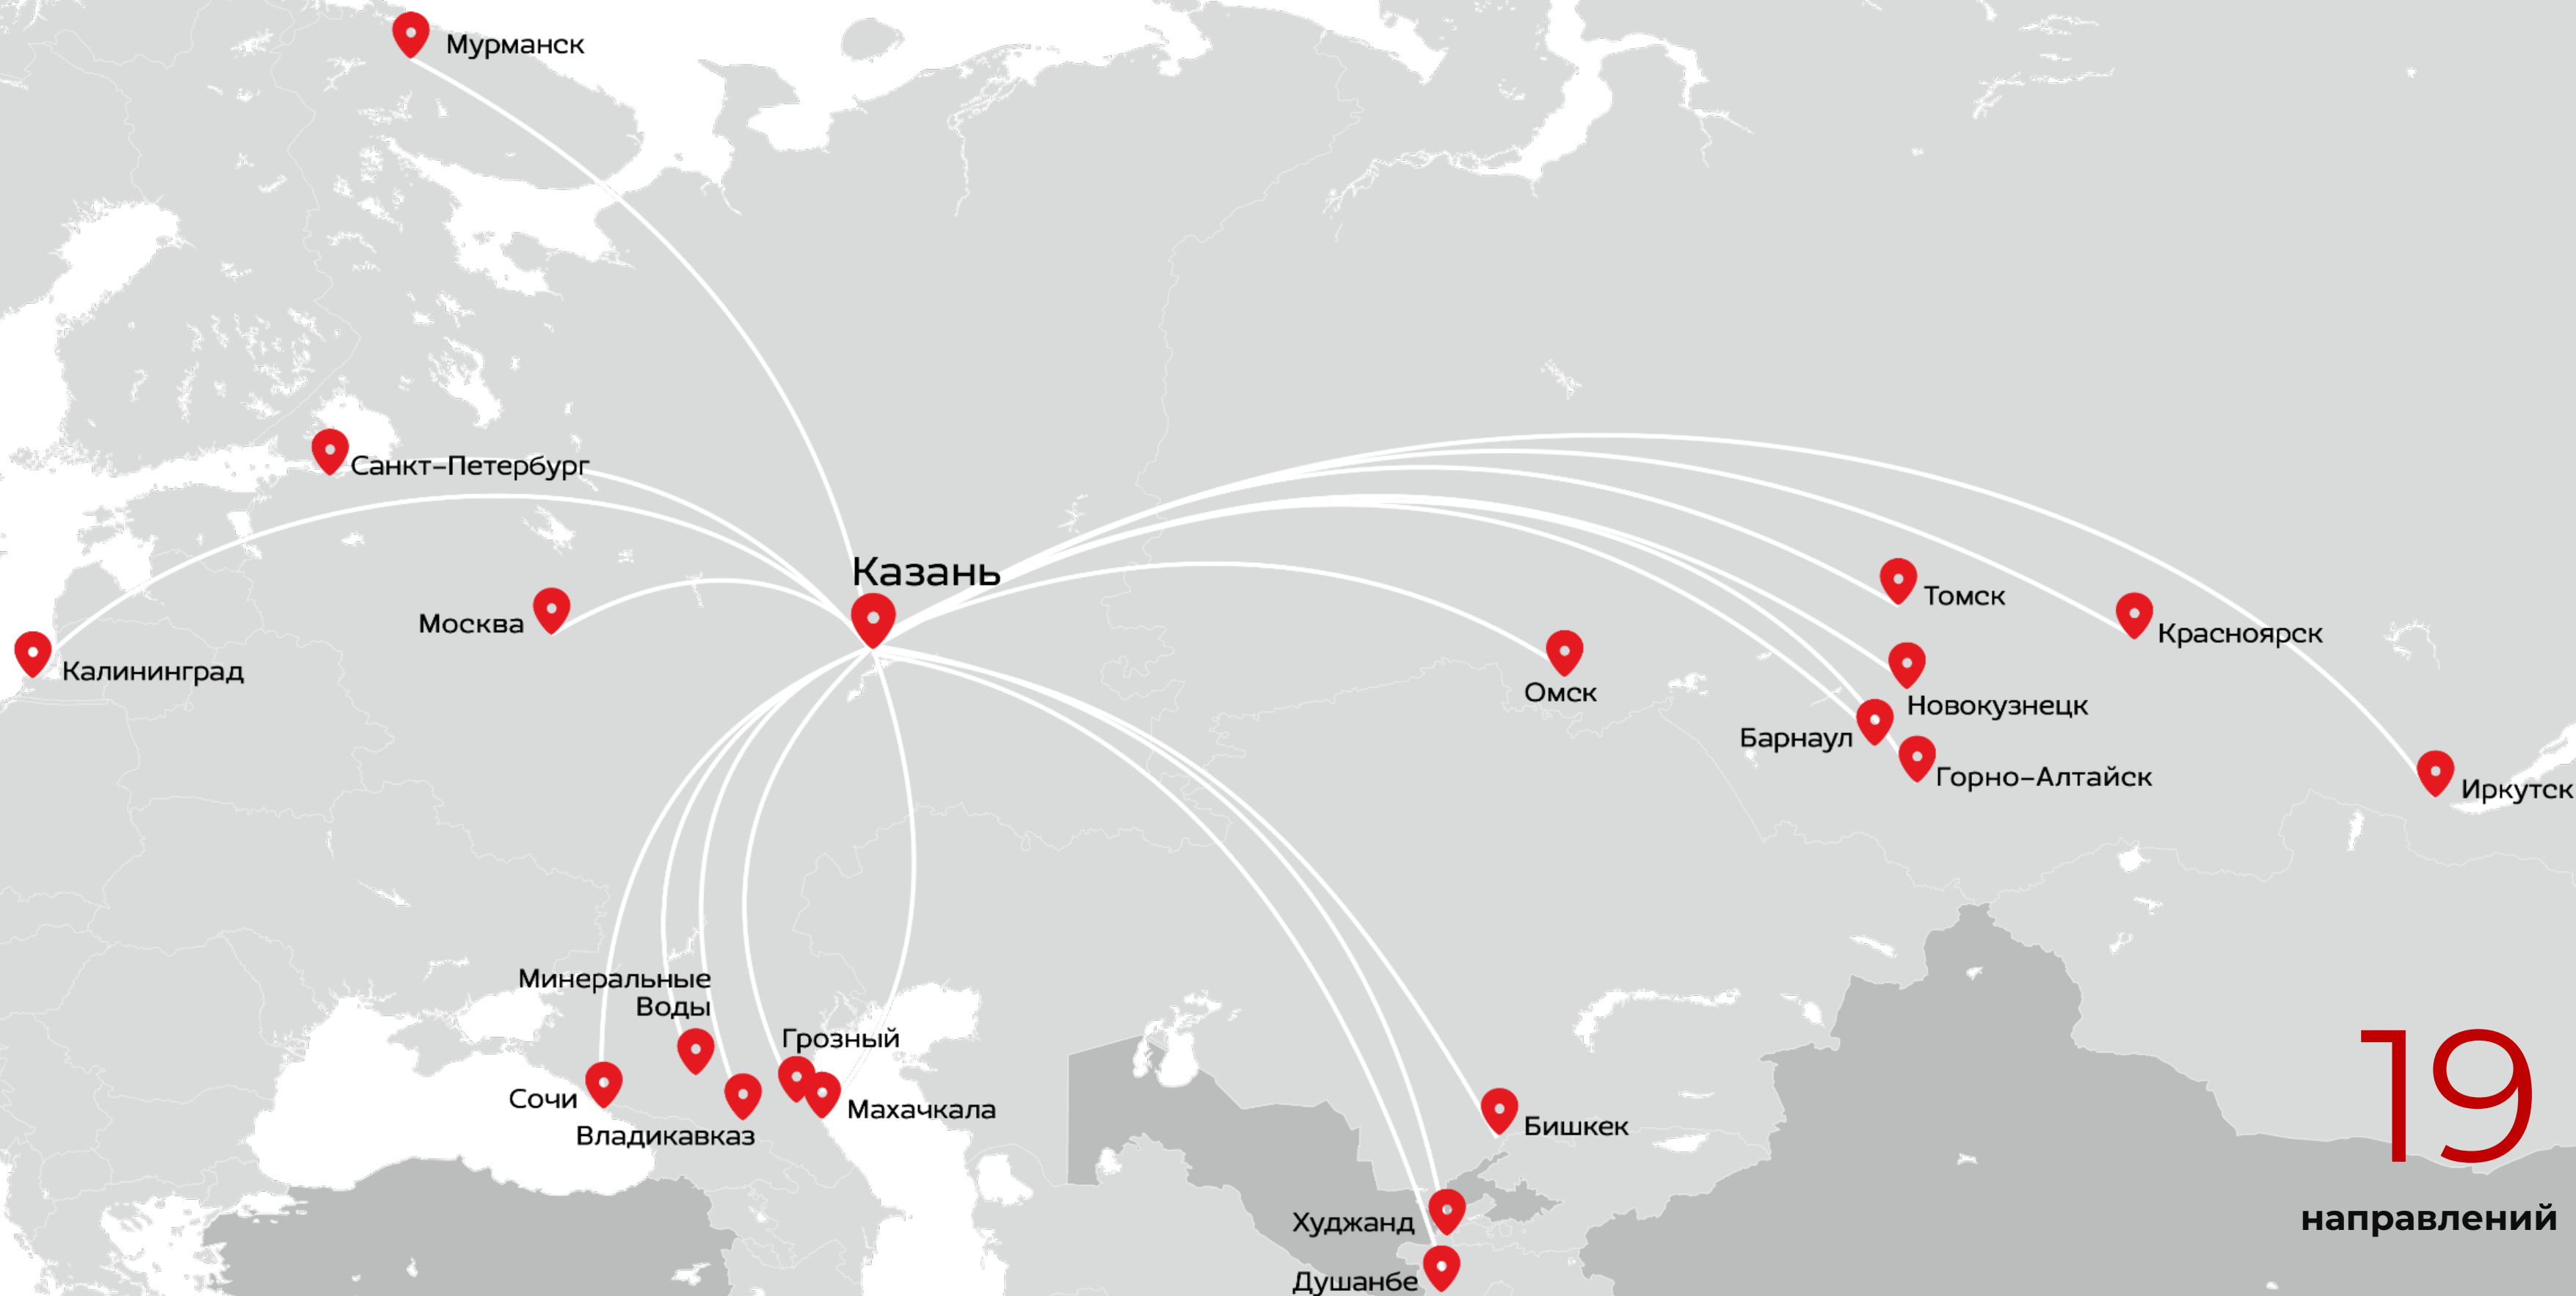 Мурманск
Санкт-Петербург
Казань
Томск
Москва
Красноярск
Калининград
Омск
Новокузнецк
Барнаул
Горно-Алтайск
Иркутск
Минеральные
Воды
Грозный
Сочи
Махачкала
Владикавказ
Бишкек
19
направлений
Худжанд
Душанбе